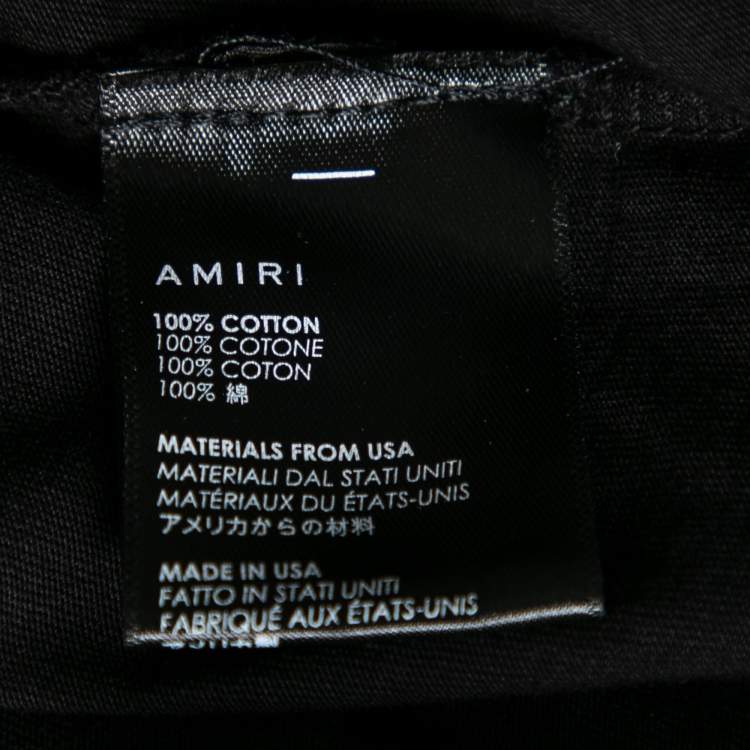 AMIRI
100% COTTON
100% COTONE
100% COTON
100% 綿
MATERIALS FROM USA
MATERIALI DAL STATI UNITI
MATÉRIAUX DU ÉTATS-UNIS
アメリカからの材料
MADE IN USA
FATTO IN STATI UNITI
FABRIQUÉ AUX ÉTATS-UNIS